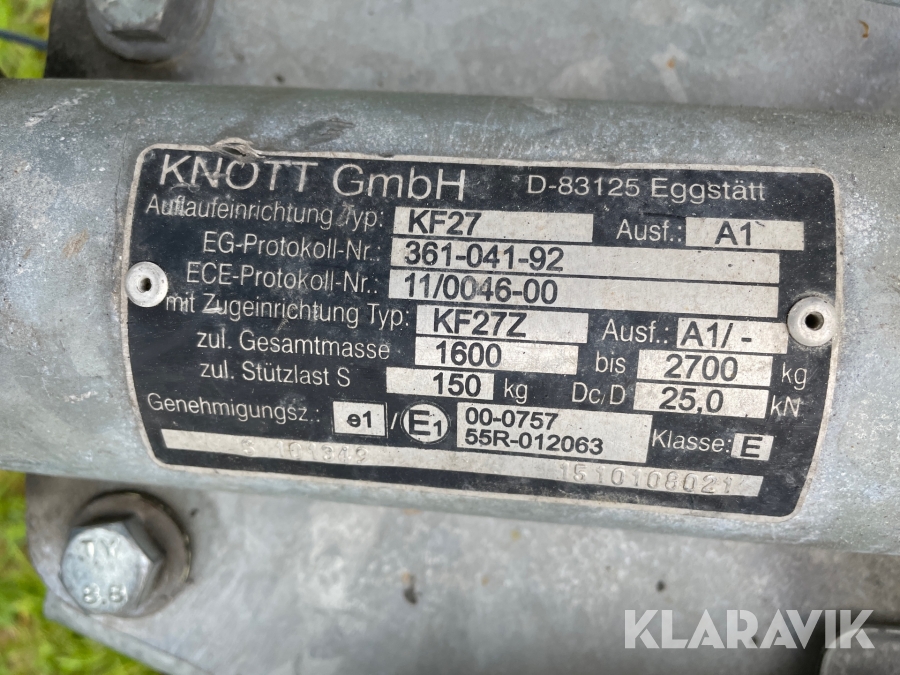 KNOTT GmbH D-83125 Eggstätt
Auflaufeinrichtung Typ: KF27 Ausf.: A1
EG-Protokoll-Nr.: 361-041-92
ECE-Protokoll-Nr.: 11/0046-00
mit Zugeinrichtung Typ: KF27Z Ausf.: A1/-
zul. Gesamtmasse 1600 bis 2700 kg
zul. Stützlast S 150 kg Dc/D 25,0 kN
Genehmigungsz.: e1 / E1 00-0757
55R-012063 Klasse: E
1510108021
TY
8.8
KLARAVIK